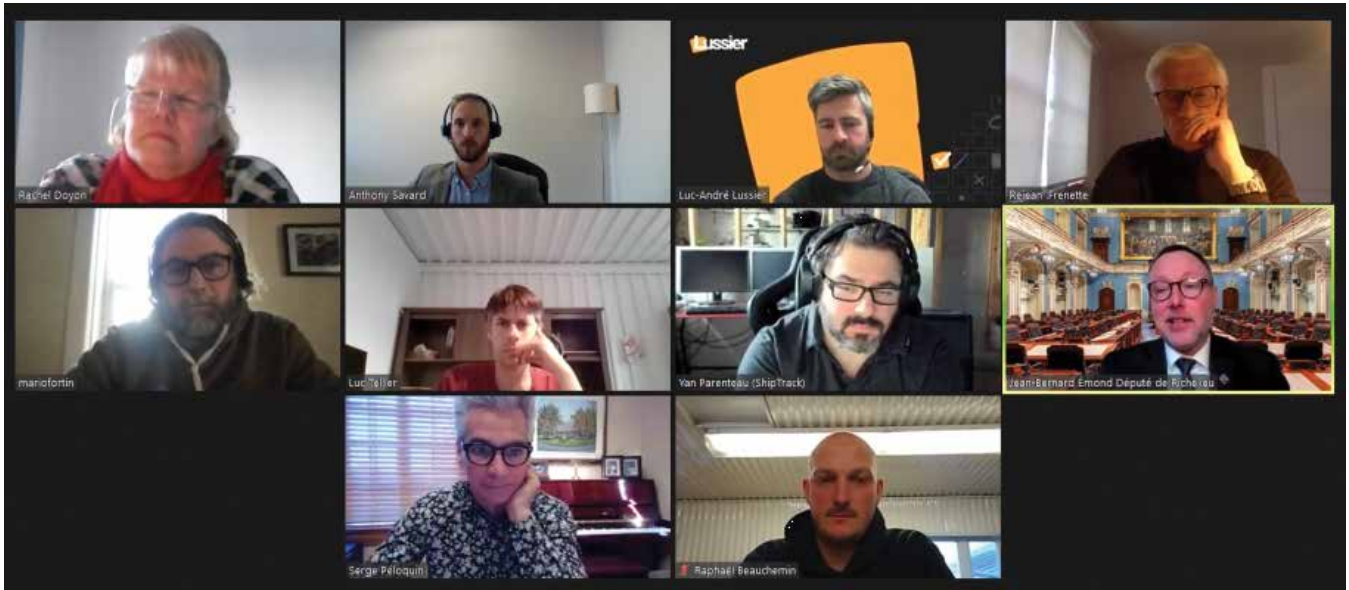 Lussier
Rachel Doyon
Anthony Savard
Luc-André Lussier
Réjean Frenette
mariofortin
Luc Tellier
Yan Parenteau (ShipTrack)
Jean-Bernard Émond Député de Richelieu
Serge Péloquin
Raphaël Beauchemin